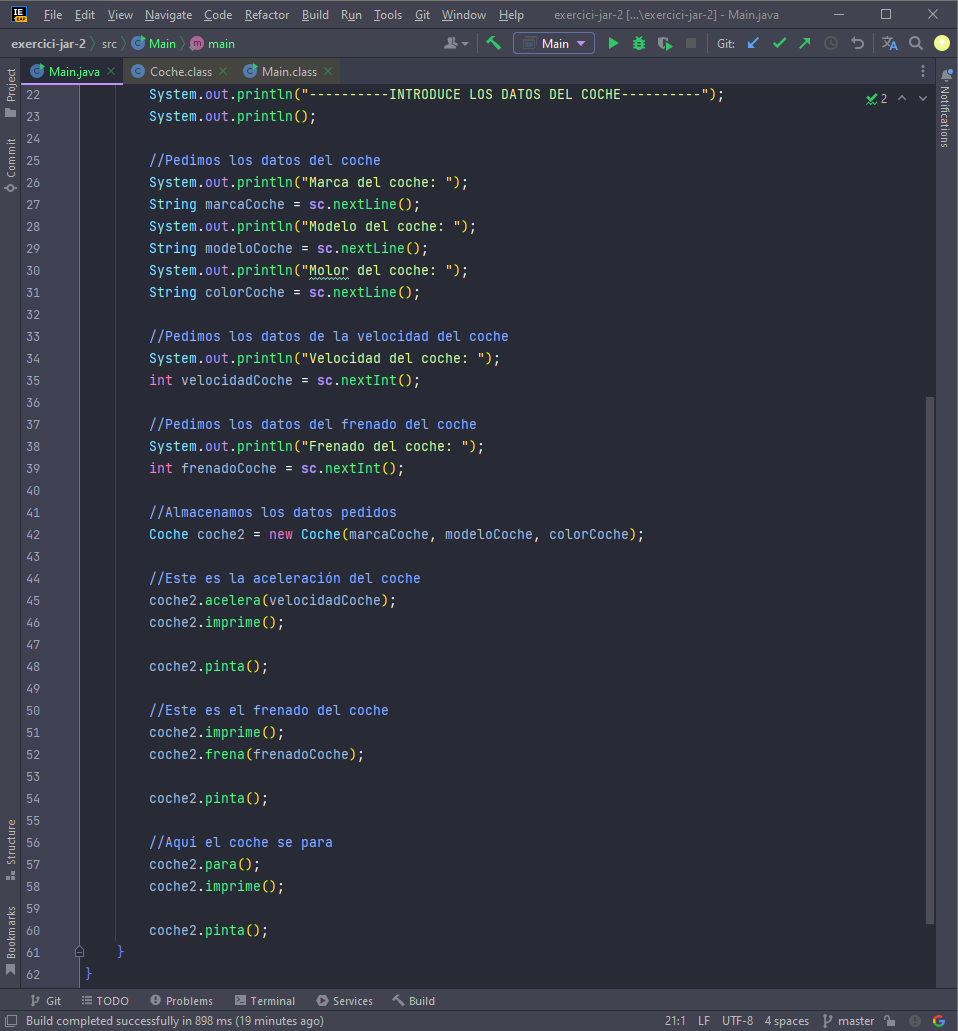 File Edit View Navigate Code Refactor Build Run Tools Git Window Help exercici-jar-2 [...\exercici-jar-2] - Main.java
exercici-jar-2 src Main main Main Git:
Main.java Coche.class Main.class
Project
Commit
Structure
Bookmarks
Notifications
2
22 System.out.println("----------INTRODUCE LOS DATOS DEL COCHE----------");
23 System.out.println();
24
25 //Pedimos los datos del coche
26 System.out.println("Marca del coche: ");
27 String marcaCoche = sc.nextLine();
28 System.out.println("Modelo del coche: ");
29 String modeloCoche = sc.nextLine();
30 System.out.println("Molor del coche: ");
31 String colorCoche = sc.nextLine();
32
33 //Pedimos los datos de la velocidad del coche
34 System.out.println("Velocidad del coche: ");
35 int velocidadCoche = sc.nextInt();
36
37 //Pedimos los datos del frenado del coche
38 System.out.println("Frenado del coche: ");
39 int frenadoCoche = sc.nextInt();
40
41 //Almacenamos los datos pedidos
42 Coche coche2 = new Coche(marcaCoche, modeloCoche, colorCoche);
43
44 //Este es la aceleración del coche
45 coche2.acelera(velocidadCoche);
46 coche2.imprime();
47
48 coche2.pinta();
49
50 //Este es el frenado del coche
51 coche2.imprime();
52 coche2.frena(frenadoCoche);
53
54 coche2.pinta();
55
56 //Aqui el coche se para
57 coche2.para();
58 coche2.imprime();
59
60 coche2.pinta();
61 }
62 }
Git TODO Problems Terminal Services Build
Build completed successfully in 898 ms (19 minutes ago) 21:1 LF UTF-8 4 spaces master